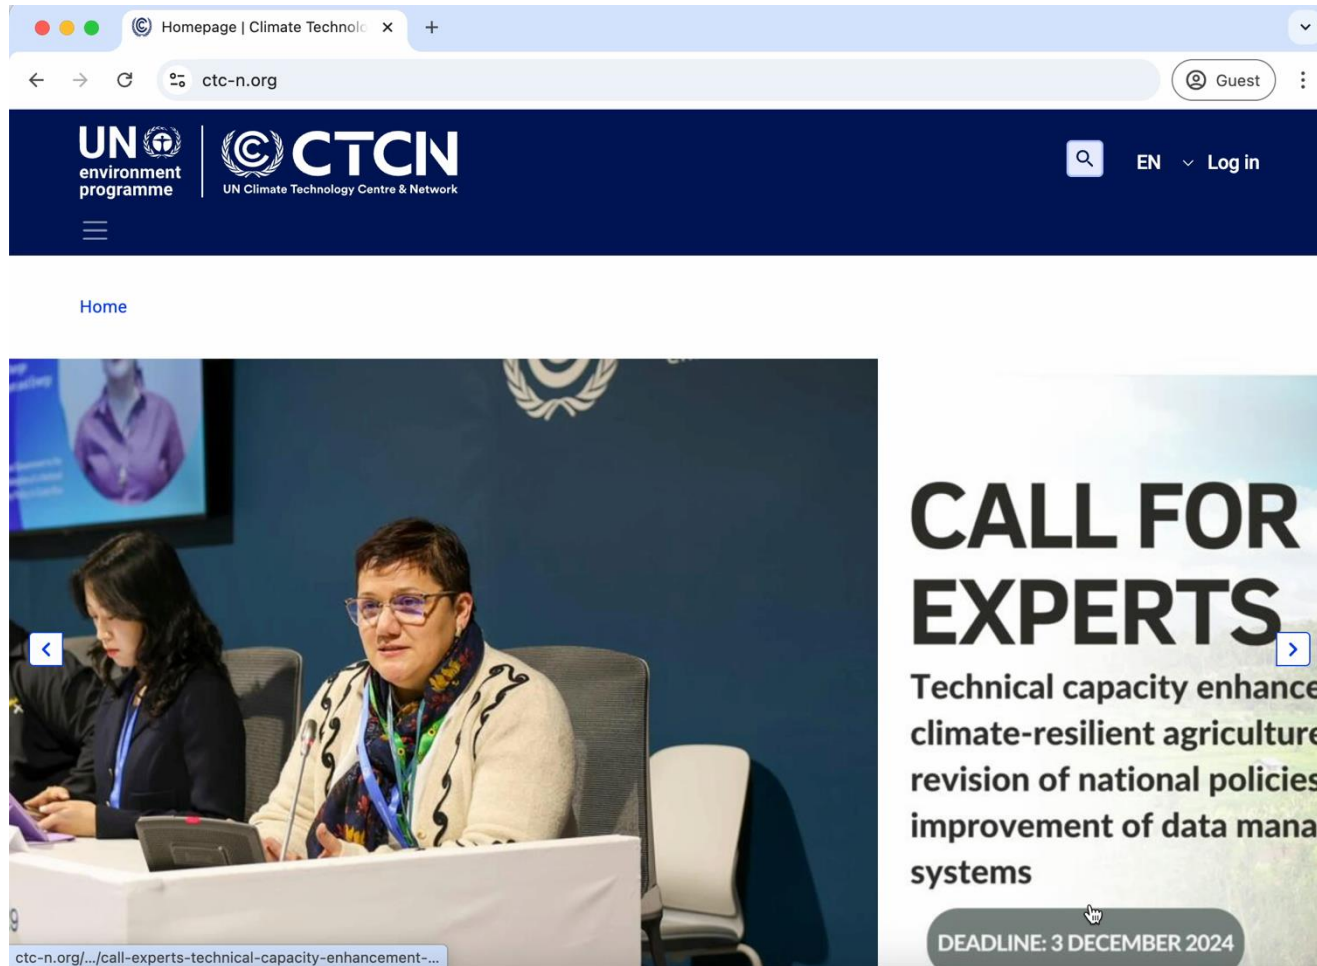 Homepage | Climate Technolo
ctc-n.org
Guest
UN
environment
programme
CTCN
UN Climate Technology Centre & Network
EN
Log in
Home
CALL FOR
EXPERTS
Technical capacity enhance
climate-resilient agriculture
revision of national policies
improvement of data mana
systems
DEADLINE: 3 DECEMBER 2024
ctc-n.org/.../call-experts-technical-capacity-enhancement-...